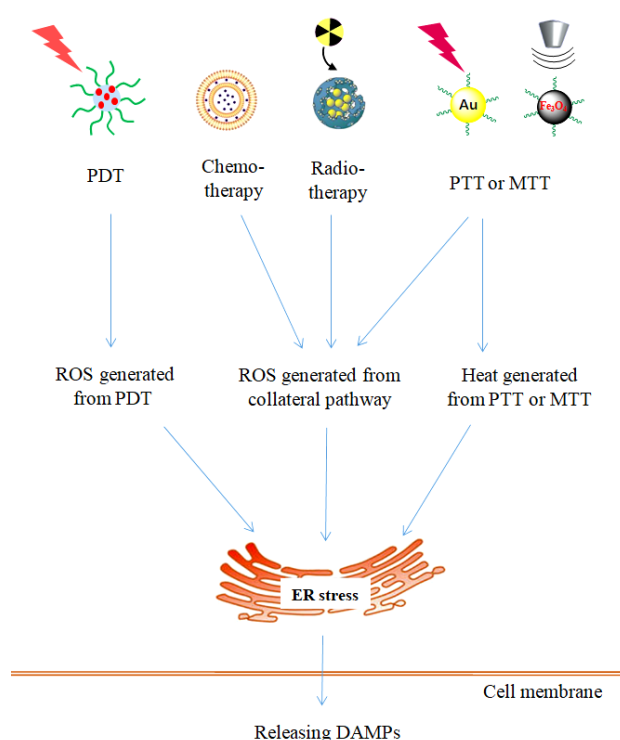 Au
Fe₃O₄
PDT
Chemo-
therapy
Radio-
therapy
PTT or MTT
ROS generated
from PDT
ROS generated from
collateral pathway
Heat generated
from PTT or MTT
ER stress
Cell membrane
Releasing DAMPs